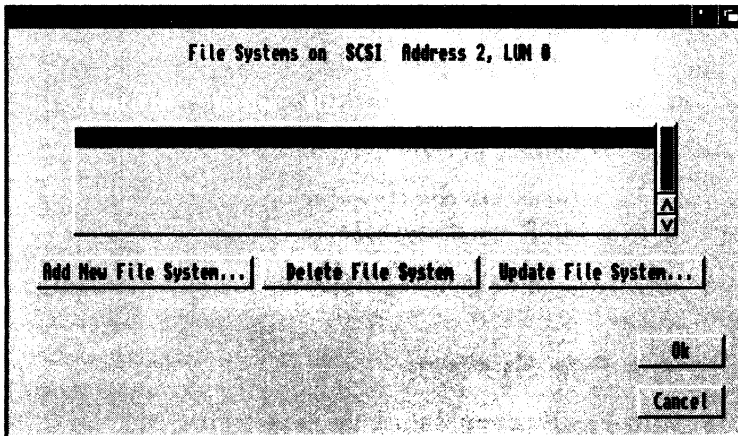 File Systems on SCSI Address 2, LUN 0
Add New File System...
Delete File System
Update File System...
Ok
Cancel